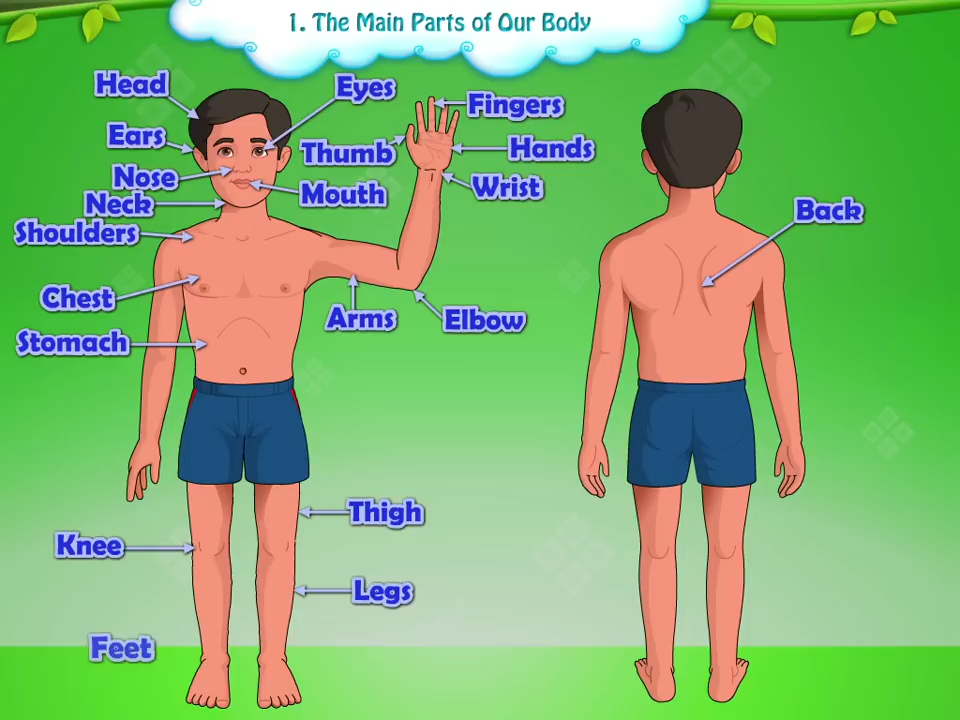 1. The Main Parts of Our Body
Head
Eyes
Fingers
Ears
Thumb
Hands
Nose
Mouth
Wrist
Neck
Back
Shoulders
Chest
Arms
Elbow
Stomach
Thigh
Knee
Legs
Feet